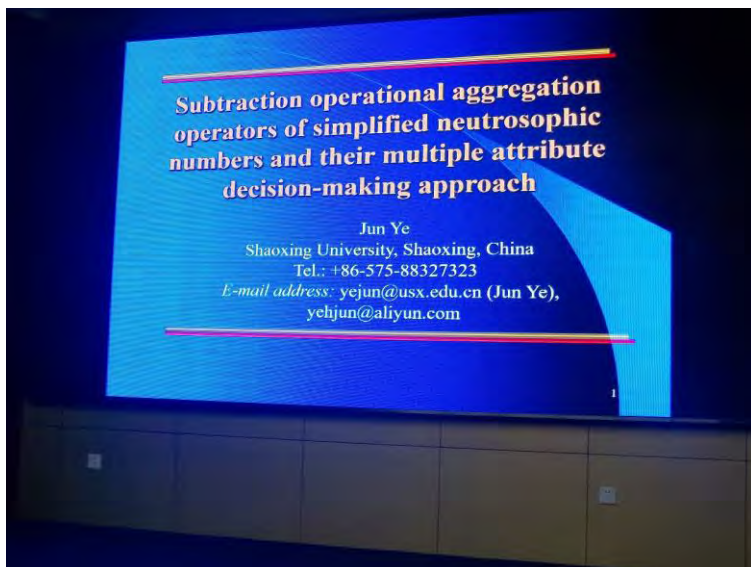 Subtraction operational aggregation
operators of simplified neutrosophic
numbers and their multiple attribute
decision-making approach
Jun Ye
Shaoxing University, Shaoxing, China
Tel.: +86-575-88327323
E-mail address: yejun@usx.edu.cn (Jun Ye),
yehjun@aliyun.com
1